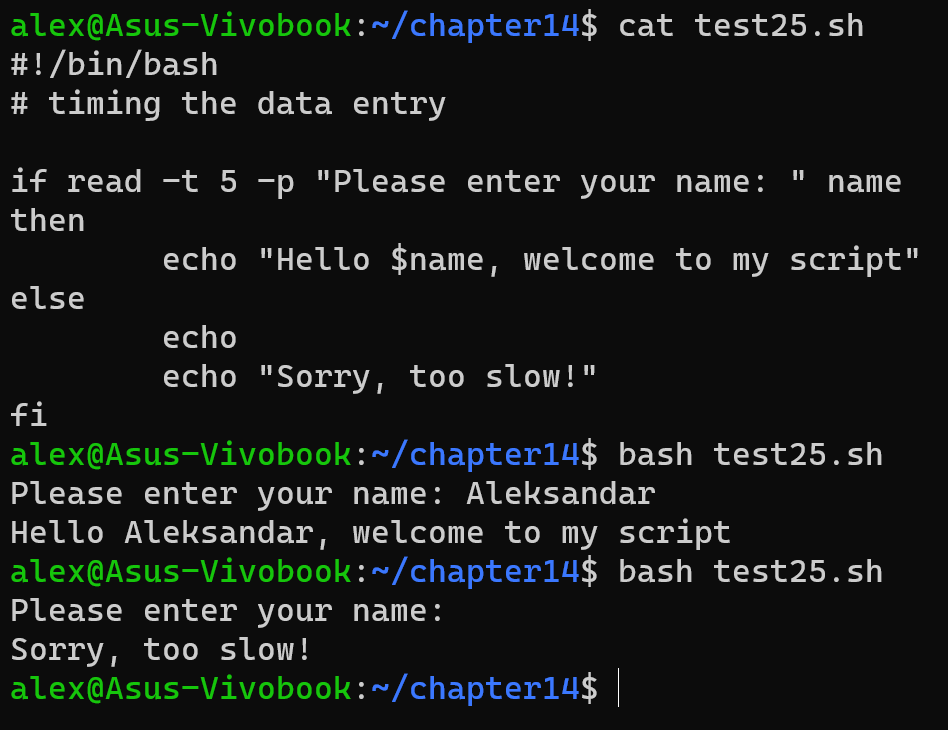 alex@Asus-Vivobook:~/chapter14$ cat test25.sh
#!/bin/bash
# timing the data entry

if read -t 5 -p "Please enter your name: " name
then
        echo "Hello $name, welcome to my script"
else
        echo
        echo "Sorry, too slow!"
fi
alex@Asus-Vivobook:~/chapter14$ bash test25.sh
Please enter your name: Aleksandar
Hello Aleksandar, welcome to my script
alex@Asus-Vivobook:~/chapter14$ bash test25.sh
Please enter your name:
Sorry, too slow!
alex@Asus-Vivobook:~/chapter14$